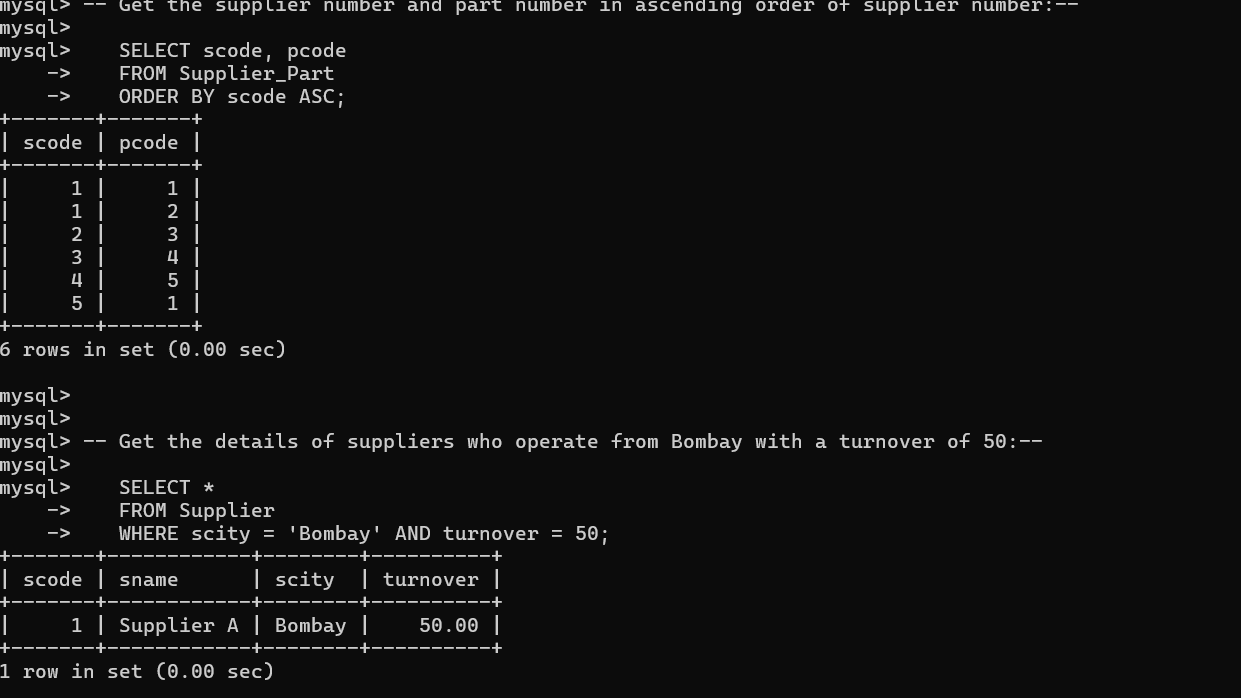 mysql> -- Get the supplier number and part number in ascending order of supplier number:--
mysql>
mysql>    SELECT scode, pcode
    ->    FROM Supplier_Part
    ->    ORDER BY scode ASC;
+-------+-------+
| scode | pcode |
+-------+-------+
|     1 |     1 |
|     1 |     2 |
|     2 |     3 |
|     3 |     4 |
|     4 |     5 |
|     5 |     1 |
+-------+-------+
6 rows in set (0.00 sec)

mysql>
mysql>
mysql> -- Get the details of suppliers who operate from Bombay with a turnover of 50:--
mysql>
mysql>    SELECT *
    ->    FROM Supplier
    ->    WHERE scity = 'Bombay' AND turnover = 50;
+-------+------------+--------+----------+
| scode | sname      | scity  | turnover |
+-------+------------+--------+----------+
|     1 | Supplier A | Bombay |    50.00 |
+-------+------------+--------+----------+
1 row in set (0.00 sec)